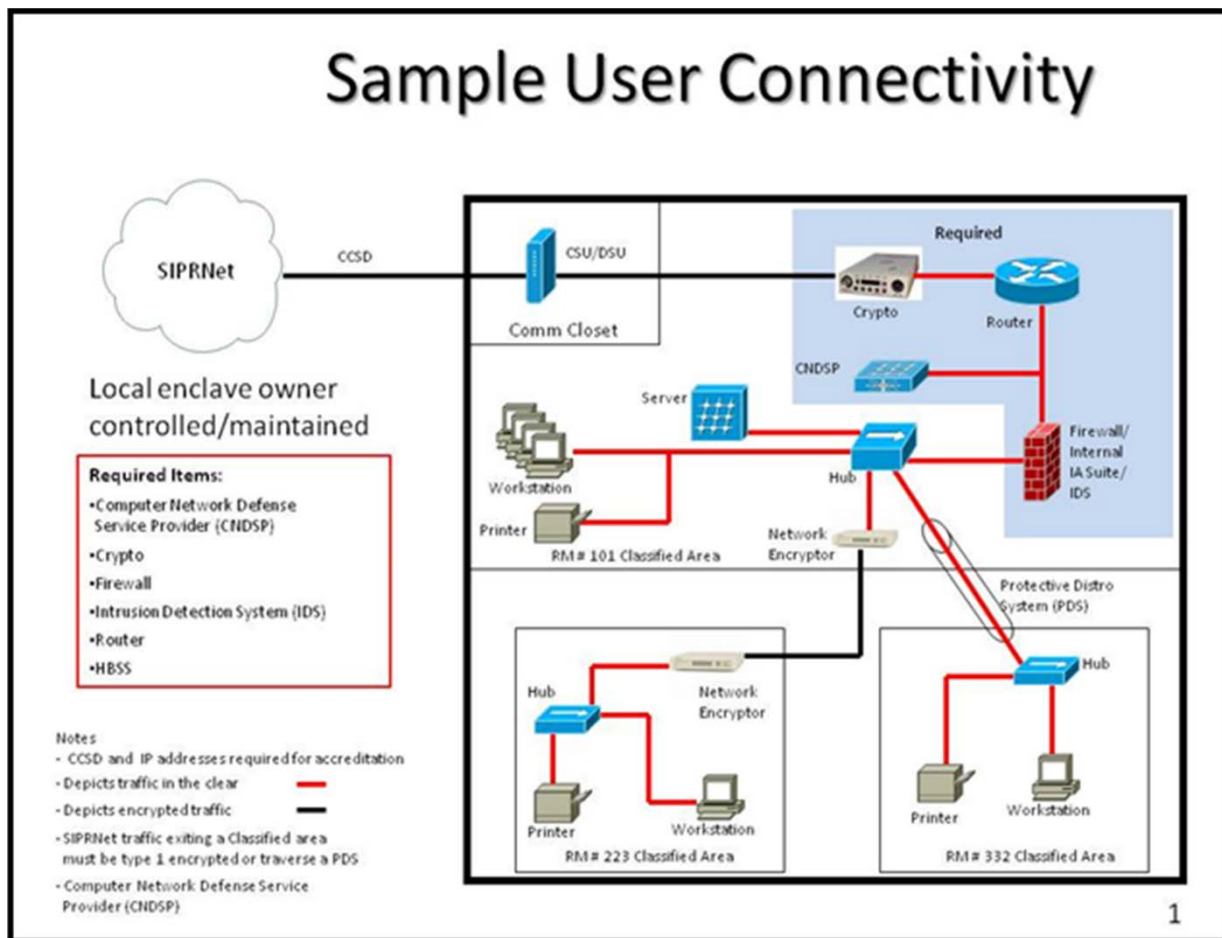 Sample User Connectivity
SIPRNet
CCSD
CSU/DSU
Comm Closet
Required
Crypto
Router
CNDSP
Firewall/
Internal
IA Suite/
IDS
Server
Hub
Workstation
Printer
Network
Encryptor
RM# 101 Classified Area
Protective Distro
System (PDS)
Hub
Network
Encryptor
Printer
Workstation
RM# 223 Classified Area
Hub
Printer
Workstation
RM# 332 Classified Area
Local enclave owner
controlled/maintained
Required Items:
•Computer Network Defense
Service Provider (CNDSP)
•Crypto
•Firewall
•Intrusion Detection System (IDS)
•Router
•HBSS
Notes
- CCSD and IP addresses required for accreditation
- Depicts traffic in the clear
- Depicts encrypted traffic
- SIPRNet traffic exiting a Classified area
must be type 1 encrypted or traverse a PDS
- Computer Network Defense Service
Provider (CNDSP)
1